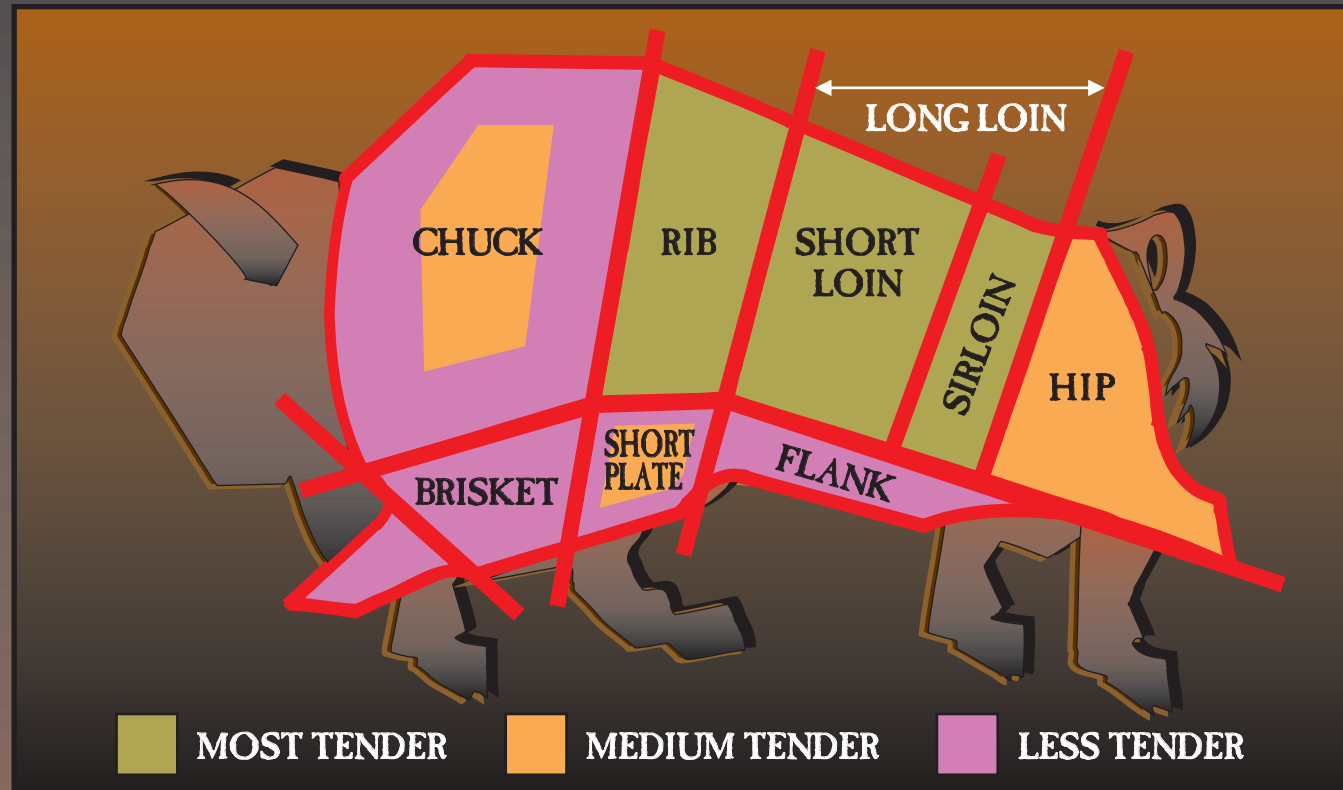 LONG LOIN
CHUCK
RIB
SHORT
LOIN
SIRLOIN
HIP
BRISKET
SHORT
PLATE
FLANK
MOST TENDER
MEDIUM TENDER
LESS TENDER